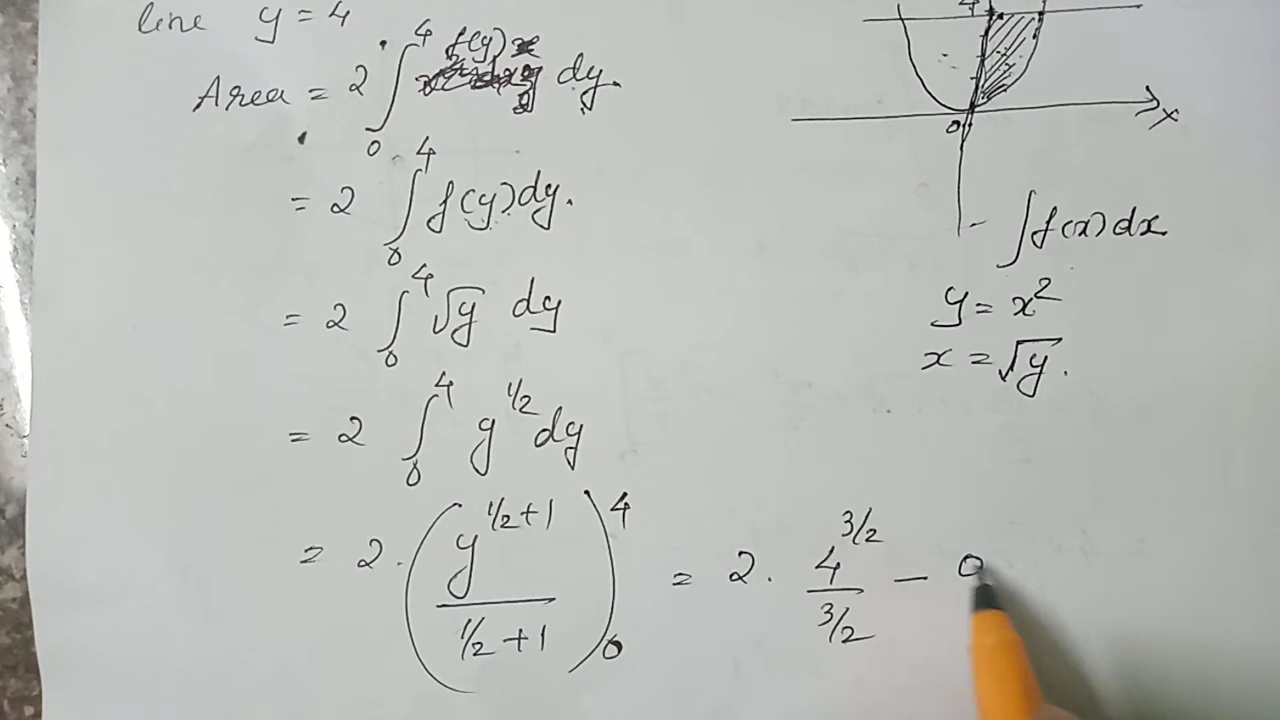 line y = 4
4
Area = 2 ∫₀⁴ f(y) dy.
0
x
= 2 ∫₀⁴ f(y) dy.
∫ f(x) dx
= 2 ∫₀⁴ √y dy
y = x²
x = √y.
= 2 ∫₀⁴ y^1/2 dy
= 2 · (y^(1/2+1) / (1/2+1))₀⁴ = 2 · 4^3/2 / 3/2 − 0